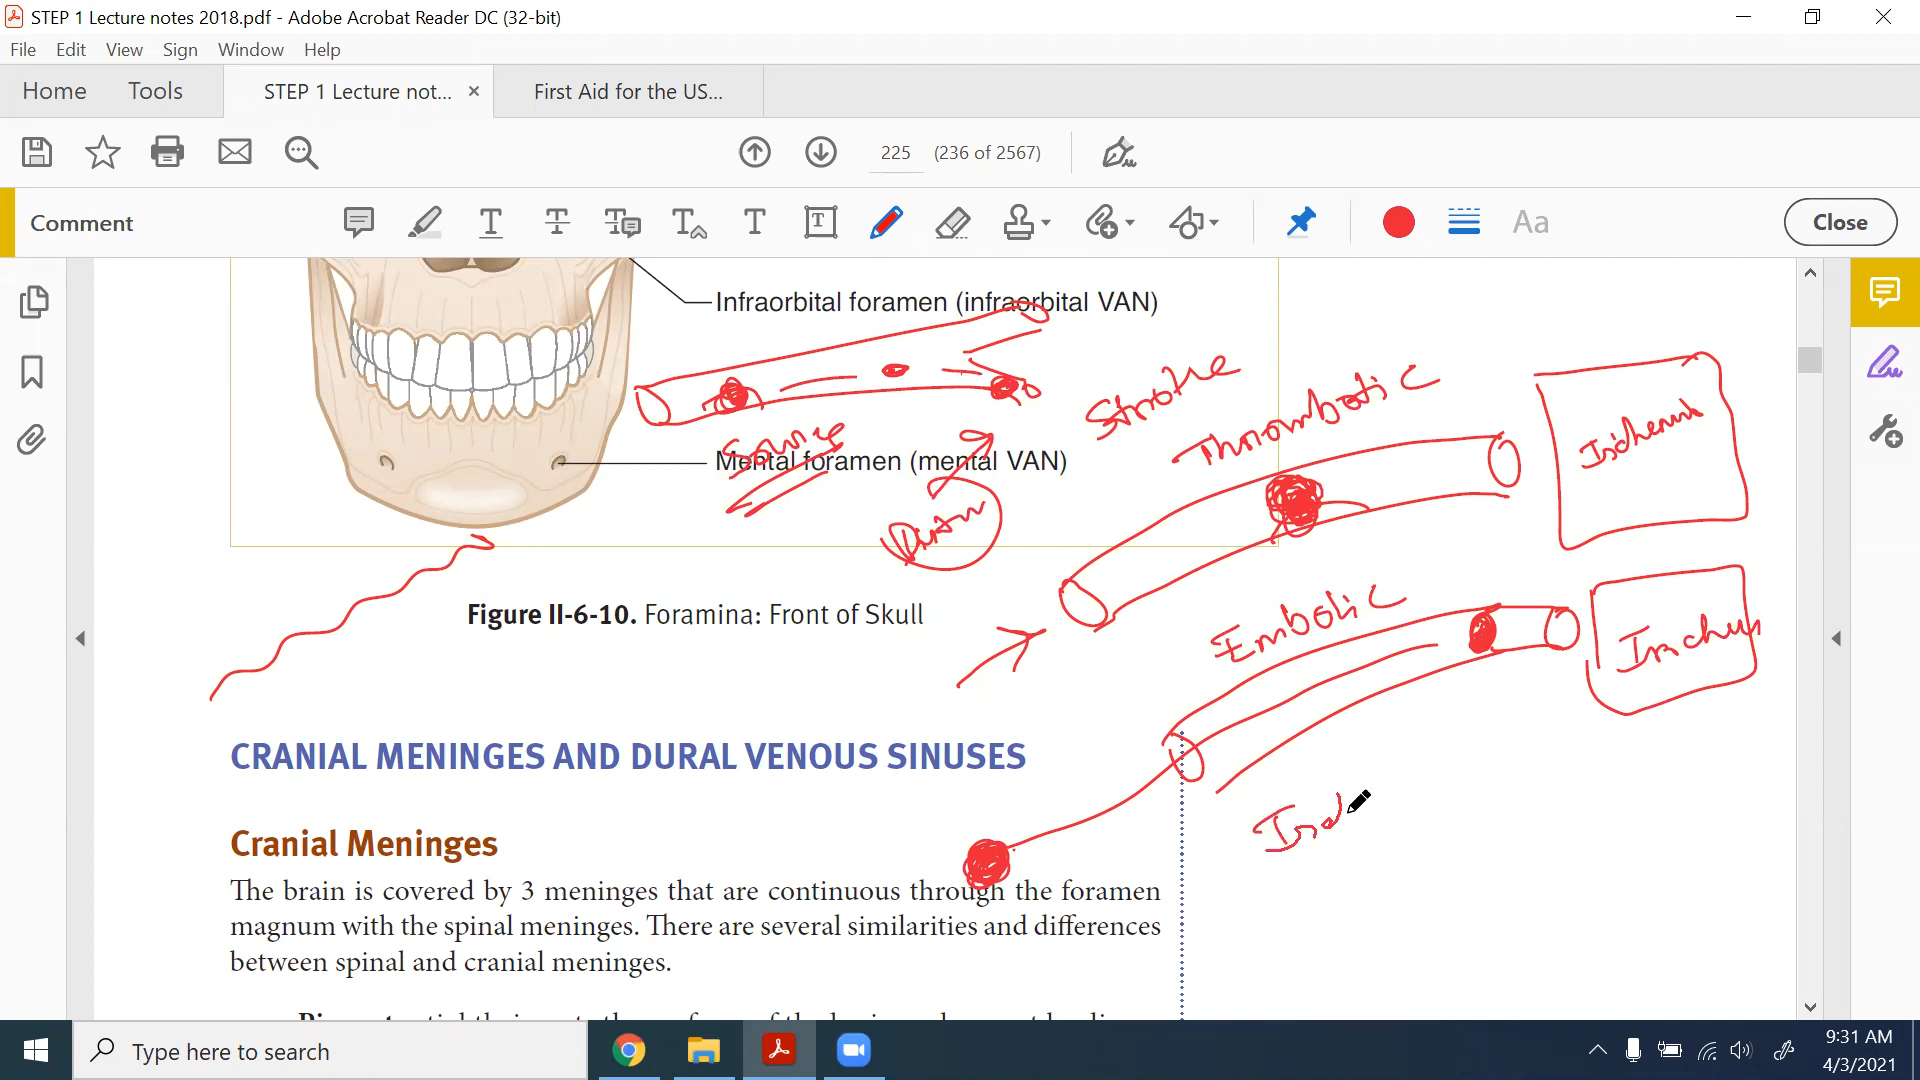 STEP 1 Lecture notes 2018.pdf - Adobe Acrobat Reader DC (32-bit)
File Edit View Sign Window Help
Home Tools STEP 1 Lecture not... × First Aid for the US...
225 (236 of 2567)
Comment Aa Close
Infraorbital foramen (infraorbital VAN)
Stroke
Thrombotic
Source
Mental foramen (mental VAN)
Embolic
Figure II-6-10. Foramina: Front of Skull
CRANIAL MENINGES AND DURAL VENOUS SINUSES
Cranial Meninges
The brain is covered by 3 meninges that are continuous through the foramen
magnum with the spinal meninges. There are several similarities and differences
between spinal and cranial meninges.
Type here to search
9:31 AM
4/3/2021